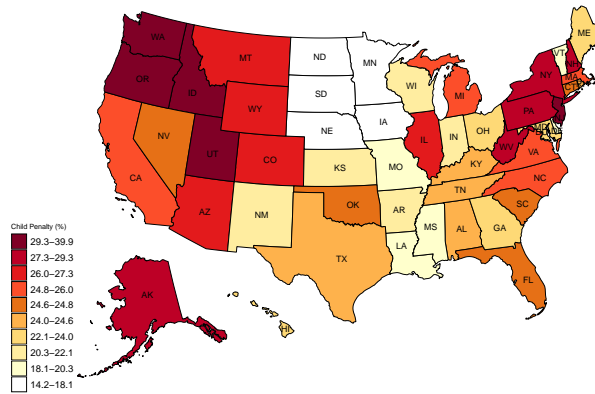 WA
ME
VT
NH
MT
ND
MN
OR
NY
MA
WI
ID
SD
MI
CT
WY
PA
IA
NE
OH
NV
IN
IL
UT
WV
CO
VA
MO
KS
KY
CA
NC
TN
OK
AZ
AR
SC
NM
MS
AL
GA
LA
TX
FL
AK
HI
Child Penalty (%)
29.3–39.9
27.3–29.3
26.0–27.3
24.8–26.0
24.6–24.8
24.0–24.6
22.1–24.0
20.3–22.1
18.1–20.3
14.2–18.1